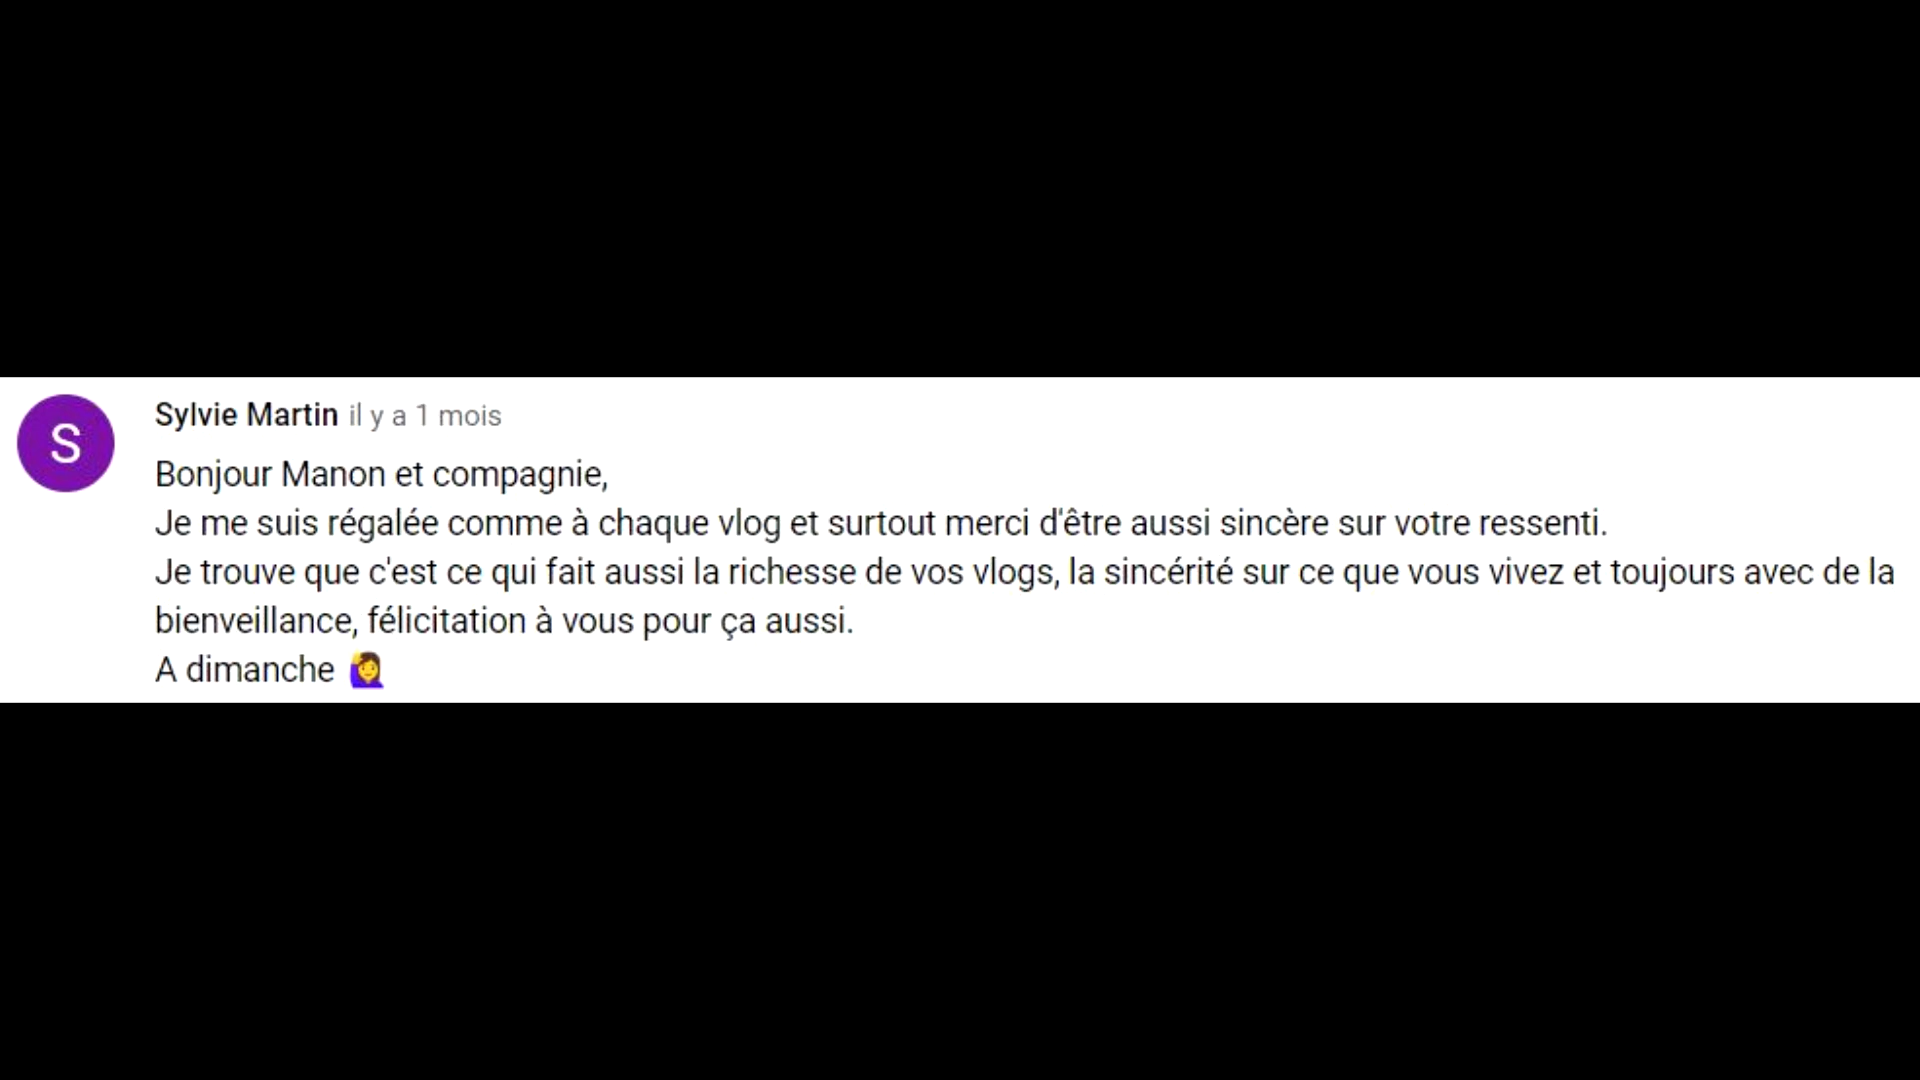 S
Sylvie Martin il y a 1 mois
Bonjour Manon et compagnie,
Je me suis régalée comme à chaque vlog et surtout merci d'être aussi sincère sur votre ressenti.
Je trouve que c'est ce qui fait aussi la richesse de vos vlogs, la sincérité sur ce que vous vivez et toujours avec de la
bienveillance, félicitation à vous pour ça aussi.
A dimanche 🙋‍♀️